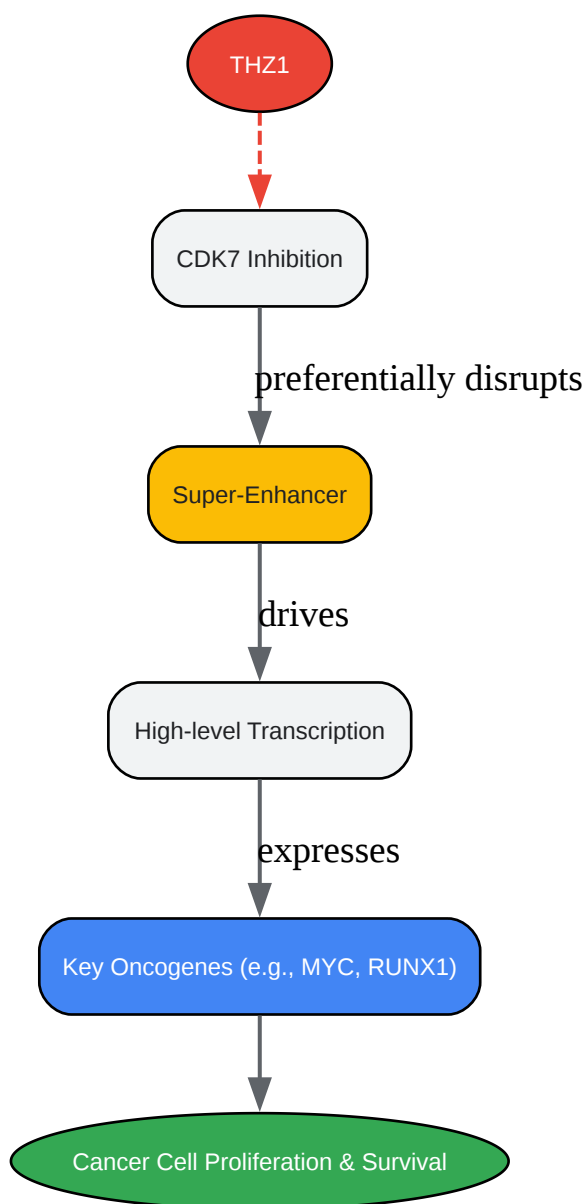 THZ1
CDK7 Inhibition
preferentially disrupts
Super-Enhancer
drives
High-level Transcription
expresses
Key Oncogenes (e.g., MYC, RUNX1)
Cancer Cell Proliferation & Survival